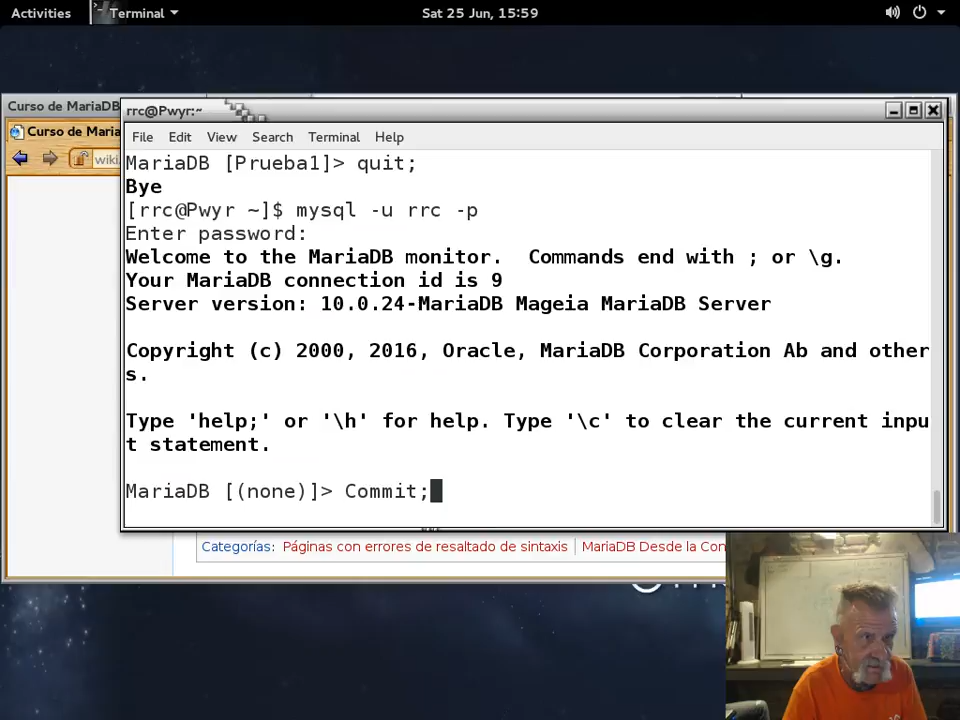 Activities
Terminal
Sat 25 Jun, 15:59
Curso de MariaDB
rrc@Pwyr:~
Curso de Maria
File Edit View Search Terminal Help
wiki
MariaDB [Prueba1]> quit;
Bye
[rrc@Pwyr ~]$ mysql -u rrc -p
Enter password:
Welcome to the MariaDB monitor.  Commands end with ; or \g.
Your MariaDB connection id is 9
Server version: 10.0.24-MariaDB Mageia MariaDB Server
Copyright (c) 2000, 2016, Oracle, MariaDB Corporation Ab and other
s.
Type 'help;' or '\h' for help. Type '\c' to clear the current inpu
t statement.
MariaDB [(none)]> Commit;
Categorías: Páginas con errores de resaltado de sintaxis | MariaDB Desde la Con